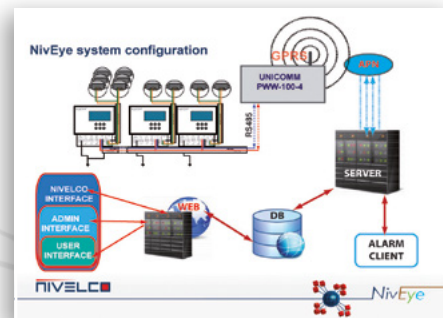 NivEye system configuration
GPRS
APN
UNICOMM
PWW-100-4
RS485
SERVER
NIVELCO
INTERFACE
ADMIN
INTERFACE
USER
INTERFACE
WEB
DB
ALARM
CLIENT
NIVELCO
NivEye